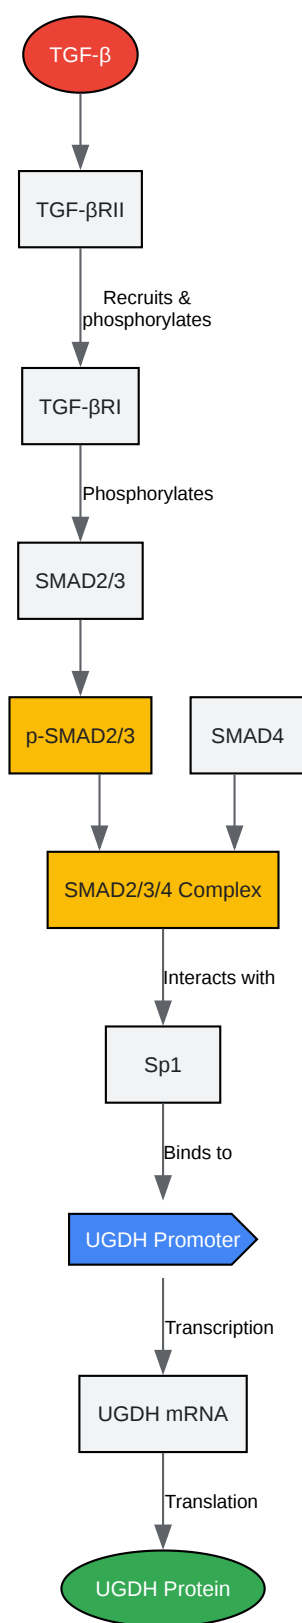 TGF-β
TGF-βRII
Recruits &
phosphorylates
TGF-βRI
Phosphorylates
SMAD2/3
p-SMAD2/3
SMAD4
SMAD2/3/4 Complex
Interacts with
Sp1
Binds to
UGDH Promoter
Transcription
UGDH mRNA
Translation
UGDH Protein